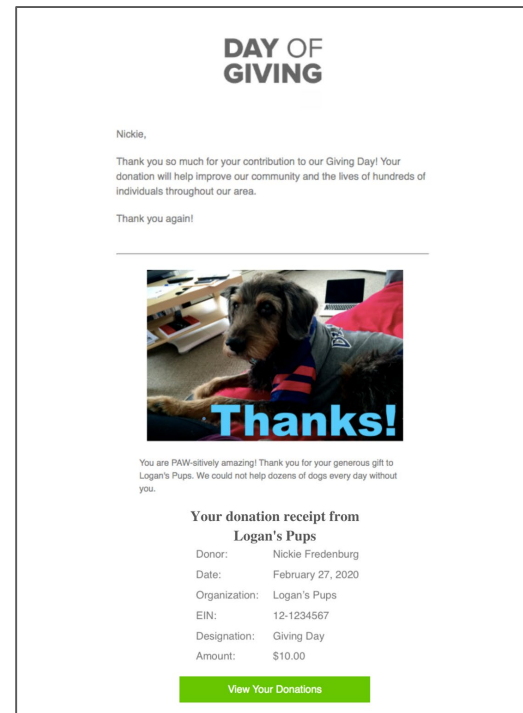 DAY OF
GIVING
Nickie,
Thank you so much for your contribution to our Giving Day! Your
donation will help improve our community and the lives of hundreds of
individuals throughout our area.
Thank you again!
Thanks!
You are PAW-sitively amazing! Thank you for your generous gift to
Logan's Pups. We could not help dozens of dogs every day without
you.
Your donation receipt from
Logan's Pups
Donor: Nickie Fredenburg
Date: February 27, 2020
Organization: Logan's Pups
EIN: 12-1234567
Designation: Giving Day
Amount: $10.00
View Your Donations